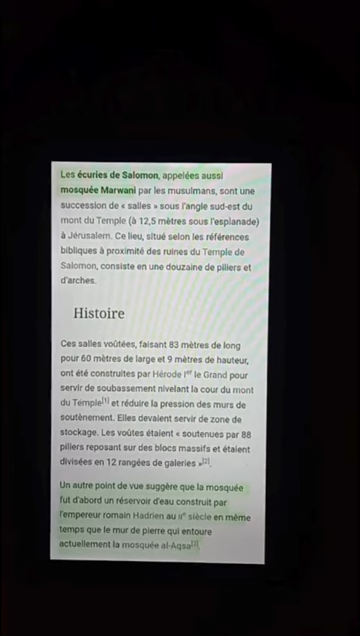 Les écuries de Salomon, appelées aussi
mosquée Marwani par les musulmans, sont une
succession de « salles » sous l'angle sud-est du
mont du Temple (à 12,5 mètres sous l'esplanade)
à Jérusalem. Ce lieu, situé selon les références
bibliques à proximité des ruines du Temple de
Salomon, consiste en une douzaine de piliers et
d'arches.
Histoire
Ces salles voûtées, faisant 83 mètres de long
pour 60 mètres de large et 9 mètres de hauteur,
ont été construites par Hérode Ier le Grand pour
servir de soubassement nivelant la cour du mont
du Temple[1] et réduire la pression des murs de
soutènement. Elles devaient servir de zone de
stockage. Les voûtes étaient « soutenues par 88
piliers reposant sur des blocs massifs et étaient
divisées en 12 rangées de galeries »[2].
Un autre point de vue suggère que la mosquée
fut d'abord un réservoir d'eau construit par
l'empereur romain Hadrien au IIe siècle en même
temps que le mur de pierre qui entoure
actuellement la mosquée al-Aqsa[3].